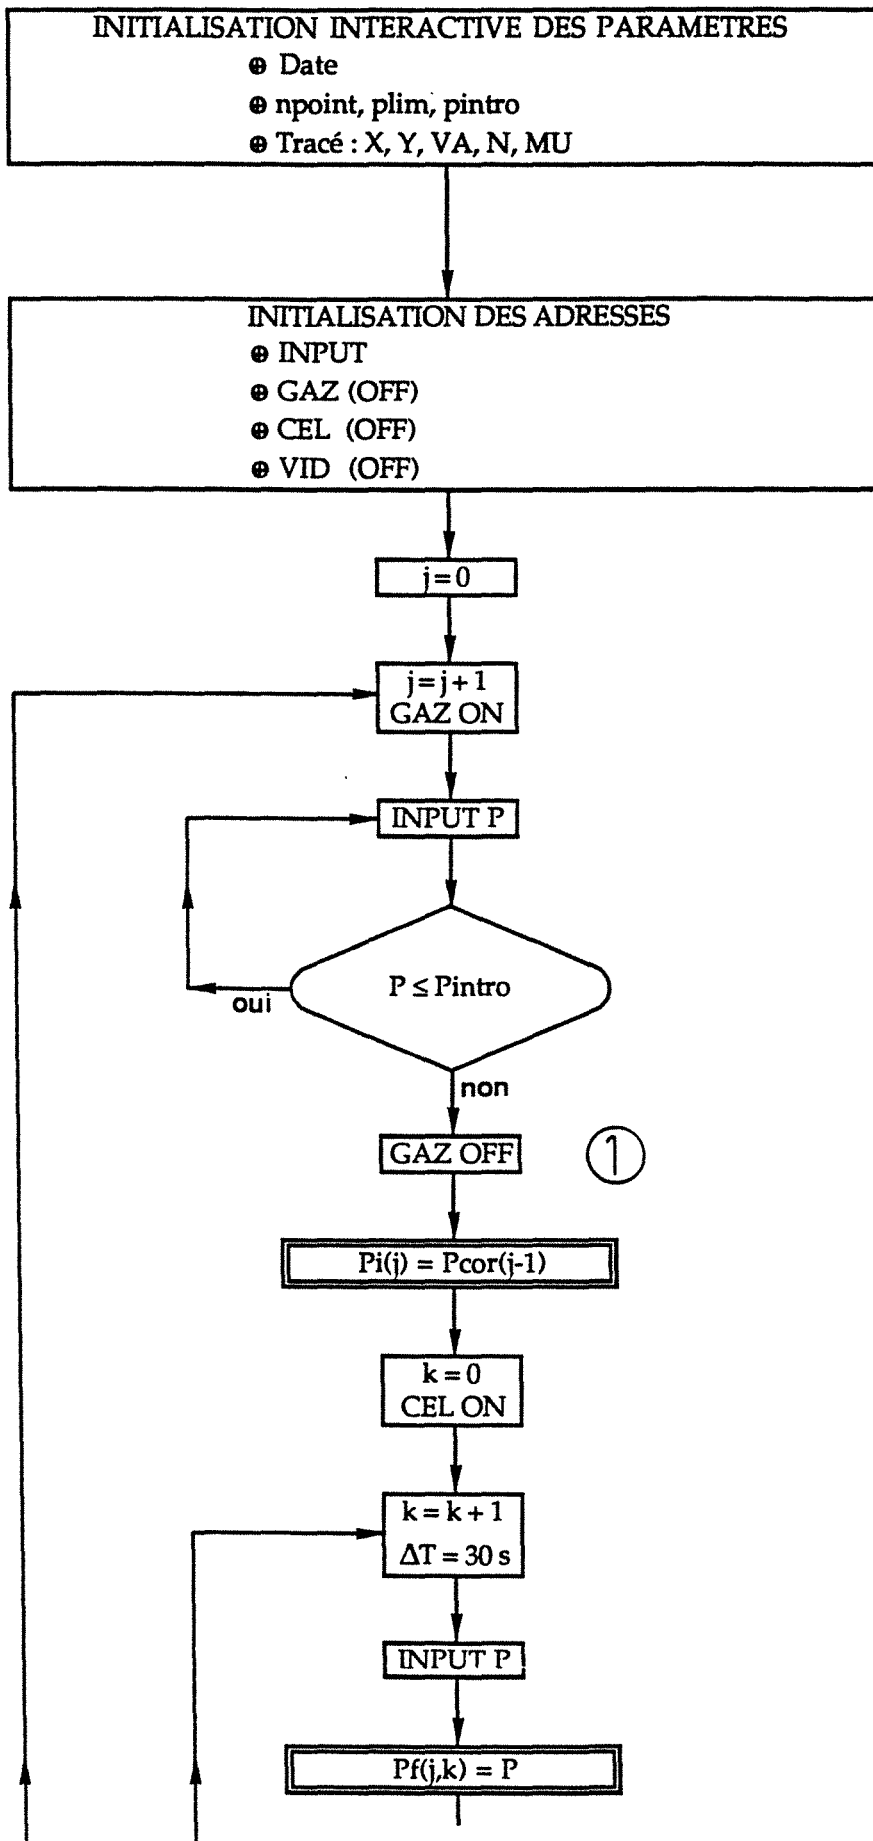 INITIALISATION INTERACTIVE DES PARAMETRES
⊕ Date
⊕ npoint, plim, pintro
⊕ Tracé : X, Y, VA, N, MU
INITIALISATION DES ADRESSES
⊕ INPUT
⊕ GAZ (OFF)
⊕ CEL (OFF)
⊕ VID (OFF)
j = 0
j = j + 1
GAZ ON
INPUT P
P ≤ Pintro
oui
non
GAZ OFF
1
Pi(j) = Pcor(j-1)
k = 0
CEL ON
k = k + 1
ΔT = 30 s
INPUT P
Pf(j,k) = P